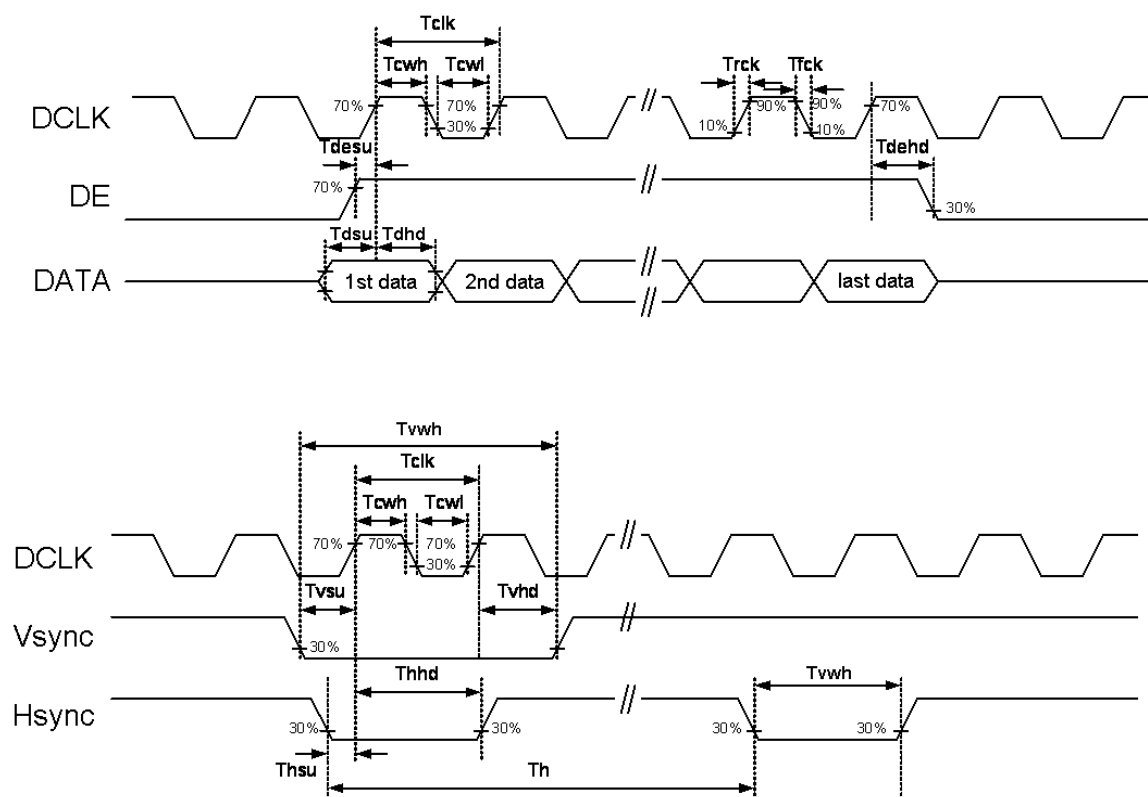 Tclk
Tcwh Tcwl Trck Tfck
DCLK 70% 70% 30% 10% 90% 90% 10% 70%
Tdesu Tdehd
DE 70% 30%
Tdsu Tdhd
DATA 1st data 2nd data last data
Tvwh
Tclk
Tcwh Tcwl
DCLK 70% 70% 70% 30%
Tvsu Tvhd
Vsync 30%
Thhd Tvwh
Hsync 30% 30% 30% 30%
Thsu Th